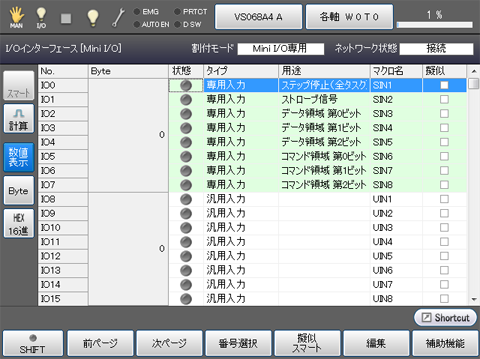 MAN I/O EMG AUTO EN PRTCT D SW VS068A4 A 各軸 W0T0 1 %
I/Oインターフェース [Mini I/O] 割付モード Mini I/O専用 ネットワーク状態 接続
No. Byte 状態 タイプ 用途 マクロ名 擬似
IO0 専用入力 ステップ停止(全タスク) SIN1
IO1 専用入力 ストローブ信号 SIN2
IO2 専用入力 データ領域 第0ビット SIN3
IO3 専用入力 データ領域 第1ビット SIN4
IO4 0 専用入力 データ領域 第2ビット SIN5
IO5 専用入力 コマンド領域 第0ビット SIN6
IO6 専用入力 コマンド領域 第1ビット SIN7
IO7 専用入力 コマンド領域 第2ビット SIN8
IO8 汎用入力 UIN1
IO9 汎用入力 UIN2
IO10 汎用入力 UIN3
IO11 汎用入力 UIN4
IO12 0 汎用入力 UIN5
IO13 汎用入力 UIN6
IO14 汎用入力 UIN7
IO15 汎用入力 UIN8
スマート
計算
数値
表示
Byte
HEX
16進
Shortcut
SHIFT 前ページ 次ページ 番号選択 擬似
スマート 編集 補助機能